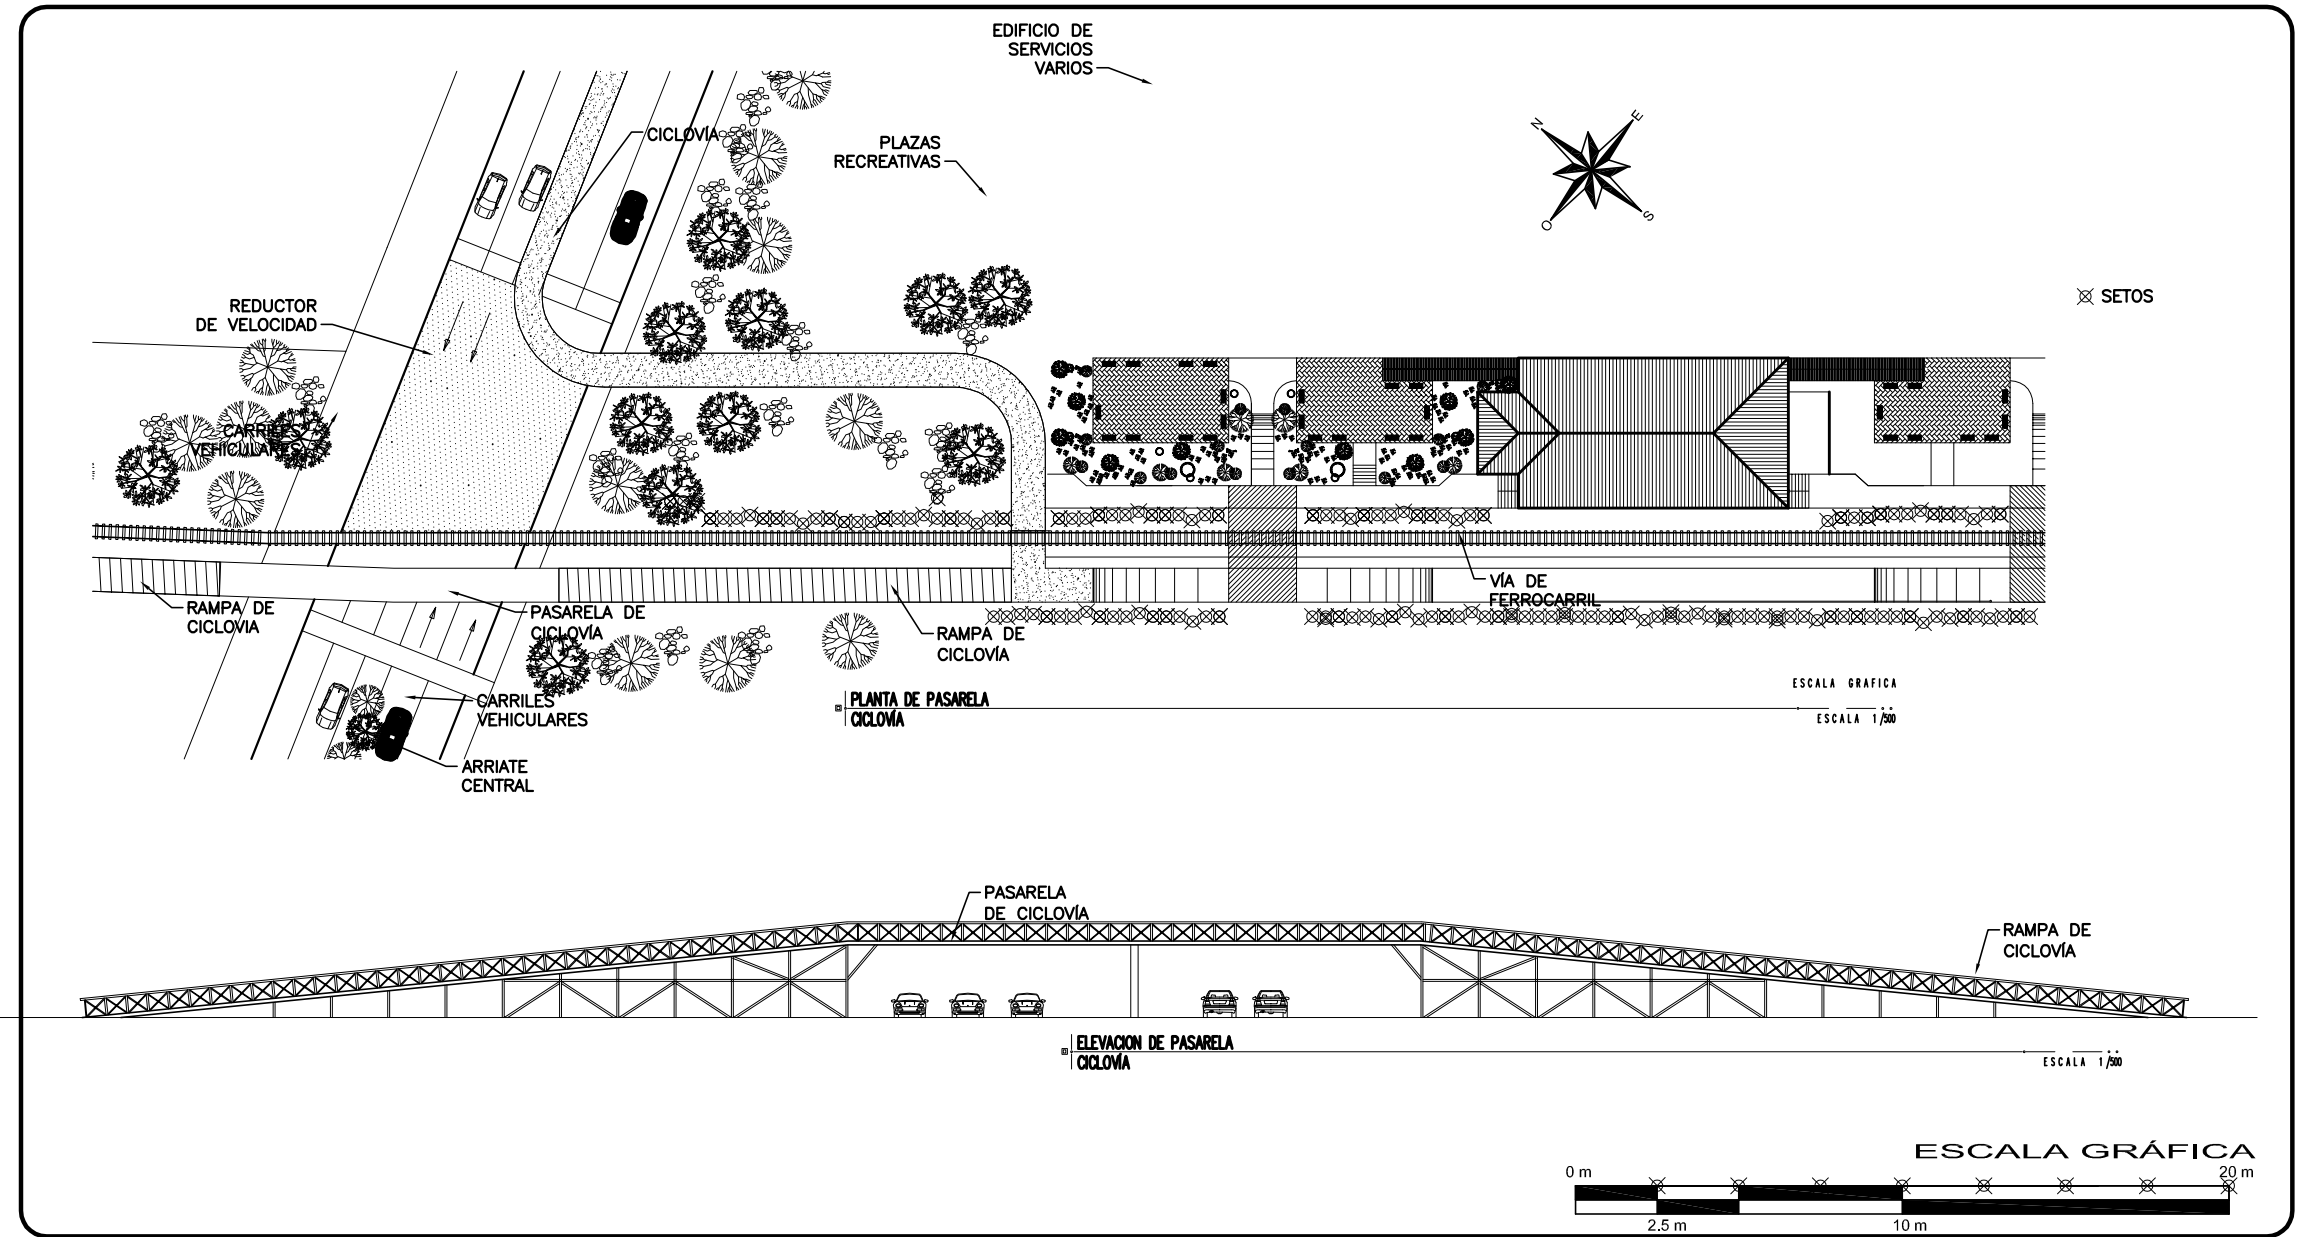 EDIFICIO DE
SERVICIOS
VARIOS
CICLOVÍA
PLAZAS
RECREATIVAS
N
E
O
S
REDUCTOR
DE VELOCIDAD
SETOS
CARRILES
VEHICULARES
RAMPA DE
CICLOVIA
PASARELA DE
CICLOVÍA
RAMPA DE
CICLOVÍA
VÍA DE
FERROCARRIL
CARRILES
VEHICULARES
ARRIATE
CENTRAL
PLANTA DE PASARELA
CICLOVÍA
ESCALA GRAFICA
ESCALA 1/500
PASARELA
DE CICLOVÍA
RAMPA DE
CICLOVÍA
ELEVACION DE PASARELA
CICLOVÍA
ESCALA 1/500
ESCALA GRÁFICA
0 m
20 m
2.5 m
10 m